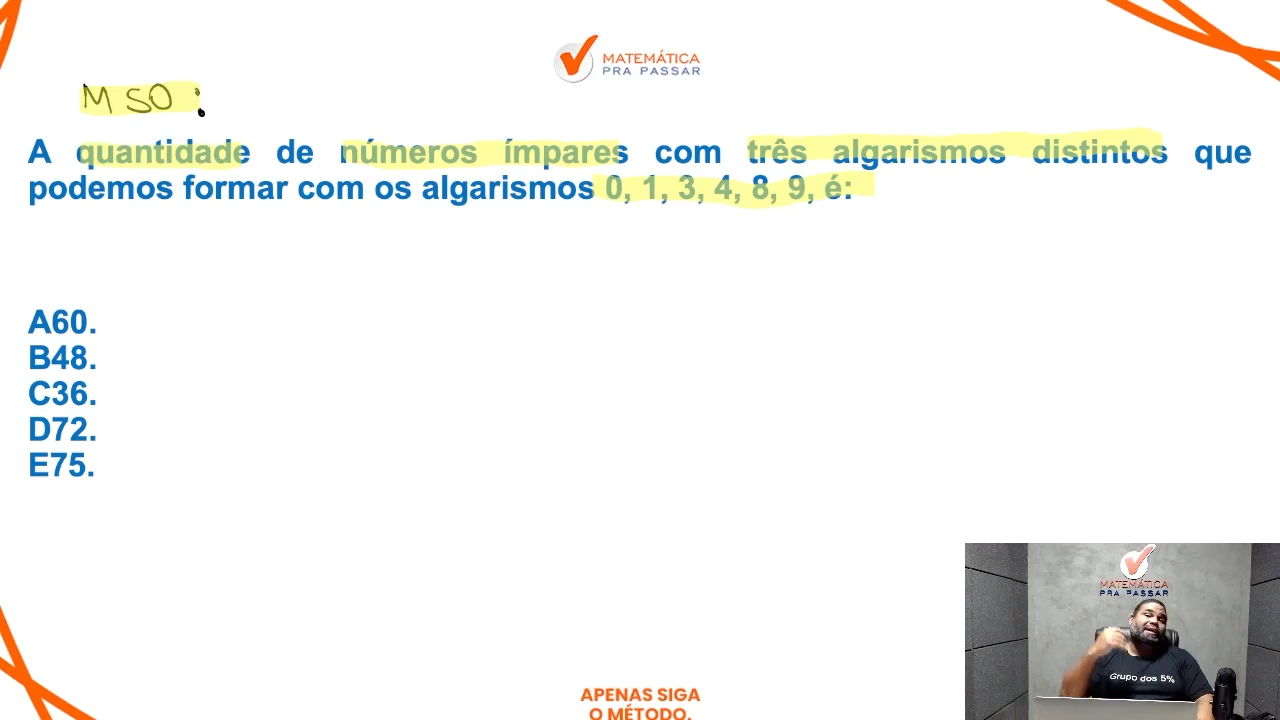 MATEMÁTICA
PRA PASSAR
MSO:
A quantidade de números ímpares com três algarismos distintos que
podemos formar com os algarismos 0, 1, 3, 4, 8, 9, é:
A60.
B48.
C36.
D72.
E75.
MATEMÁTICA
PRA PASSAR
Grupo dos 5%
APENAS SIGA
O MÉTODO.